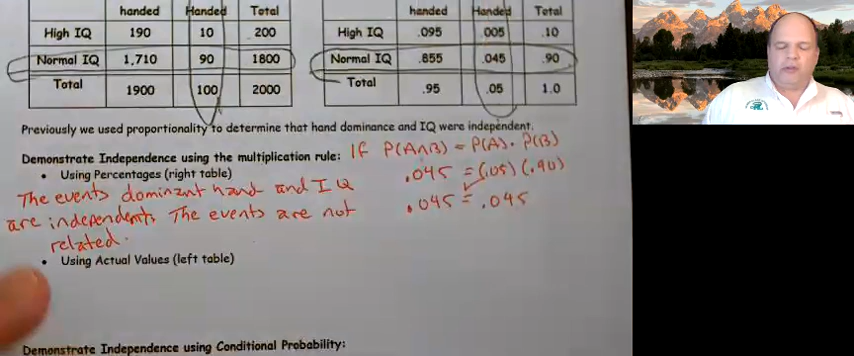 handed Handed Total
High IQ 190 10 200
Normal IQ 1,710 90 1800
Total 1900 100 2000
handed Handed Total
High IQ .095 .005 .10
Normal IQ .855 .045 .90
Total .95 .05 1.0
Previously we used proportionality to determine that hand dominance and IQ were independent.
Demonstrate Independence using the multiplication rule: If P(A∩B) = P(A) · P(B)
• Using Percentages (right table) .045 = (.05)(.90)
The events dominant hand and IQ
are independent. The events are not .045 = .045
related.
• Using Actual Values (left table)
Demonstrate Independence using Conditional Probability: